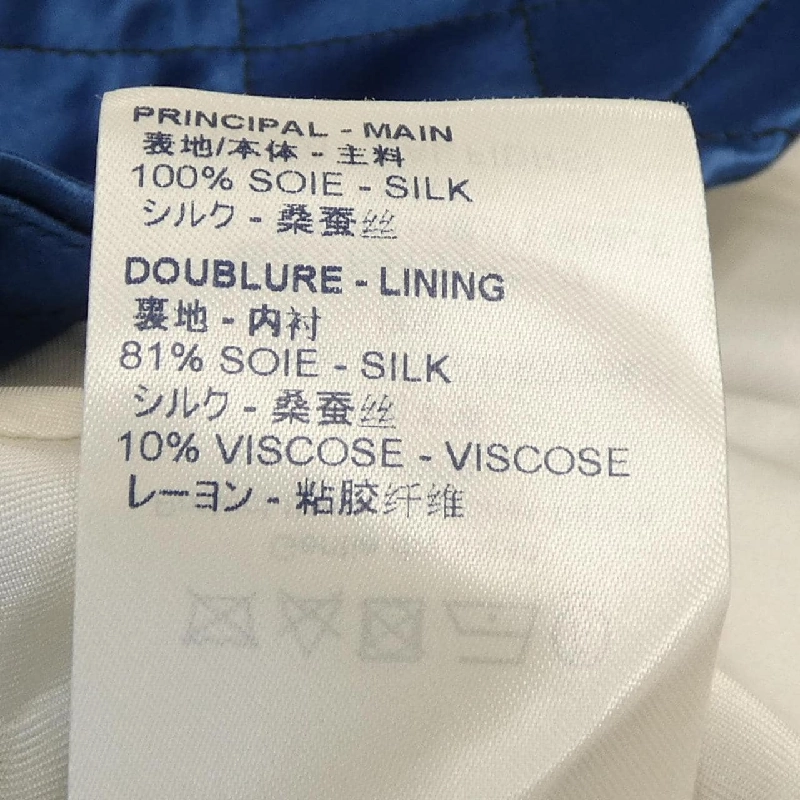 PRINCIPAL - MAIN
表地/本体 - 主料
100% SOIE - SILK
シルク - 桑蚕丝
DOUBLURE - LINING
裏地 - 内衬
81% SOIE - SILK
シルク - 桑蚕丝
10% VISCOSE - VISCOSE
レーヨン - 粘胶纤维